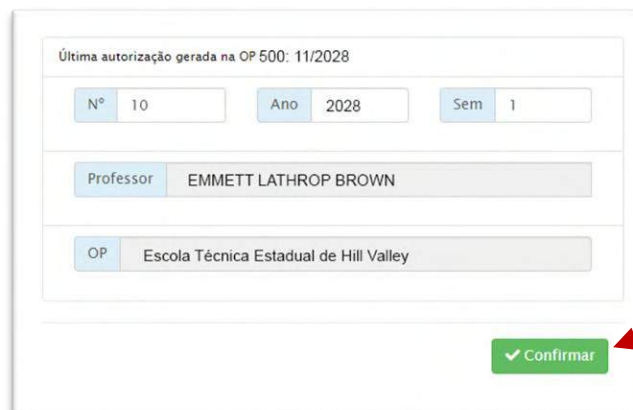 Última autorização gerada na OP 500: 11/2028
Nº 10 Ano 2028 Sem 1
Professor EMMETT LATHROP BROWN
OP Escola Técnica Estadual de Hill Valley
✔ Confirmar